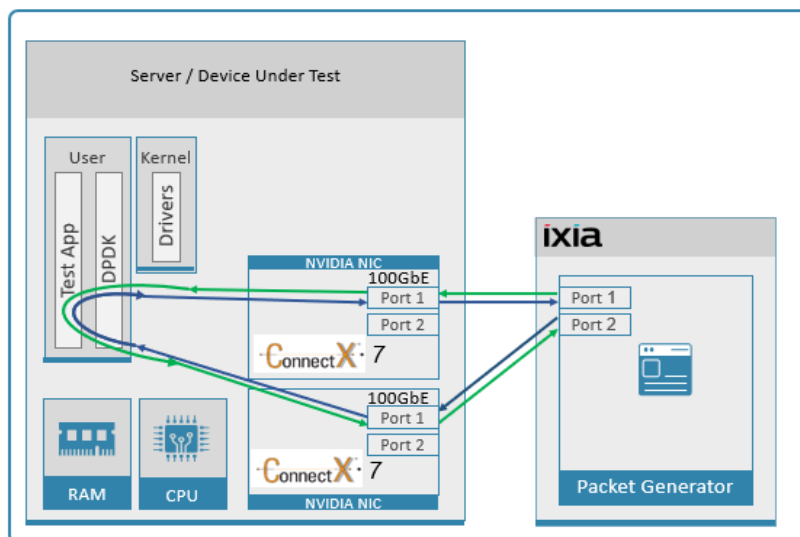 Server / Device Under Test
User
Kernel
Test App
DPDK
Drivers
NVIDIA NIC
100GbE
Port 1
Port 2
ConnectX · 7
100GbE
Port 1
Port 2
ConnectX · 7
NVIDIA NIC
RAM
CPU
ixia
Port 1
Port 2
Packet Generator